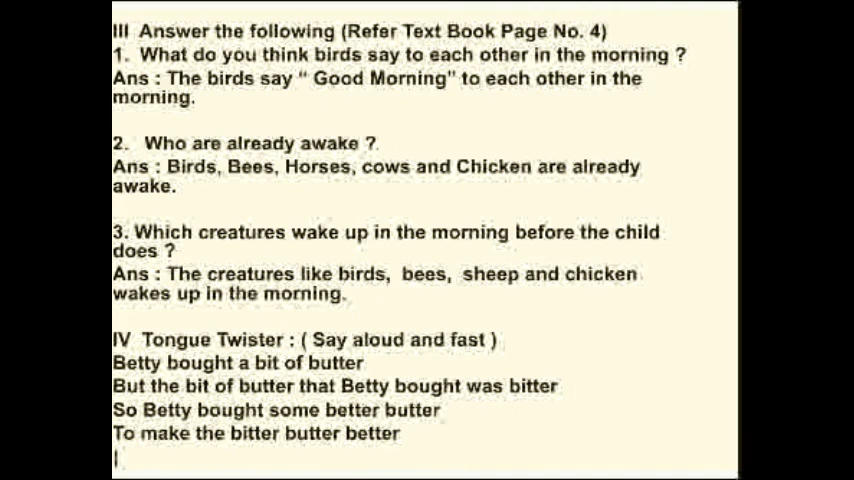 III Answer the following (Refer Text Book Page No. 4)
1. What do you think birds say to each other in the morning ?
Ans : The birds say “ Good Morning” to each other in the
morning.
2. Who are already awake ?
Ans : Birds, Bees, Horses, cows and Chicken are already
awake.
3. Which creatures wake up in the morning before the child
does ?
Ans : The creatures like birds, bees, sheep and chicken
wakes up in the morning.
IV Tongue Twister : ( Say aloud and fast )
Betty bought a bit of butter
But the bit of butter that Betty bought was bitter
So Betty bought some better butter
To make the bitter butter better